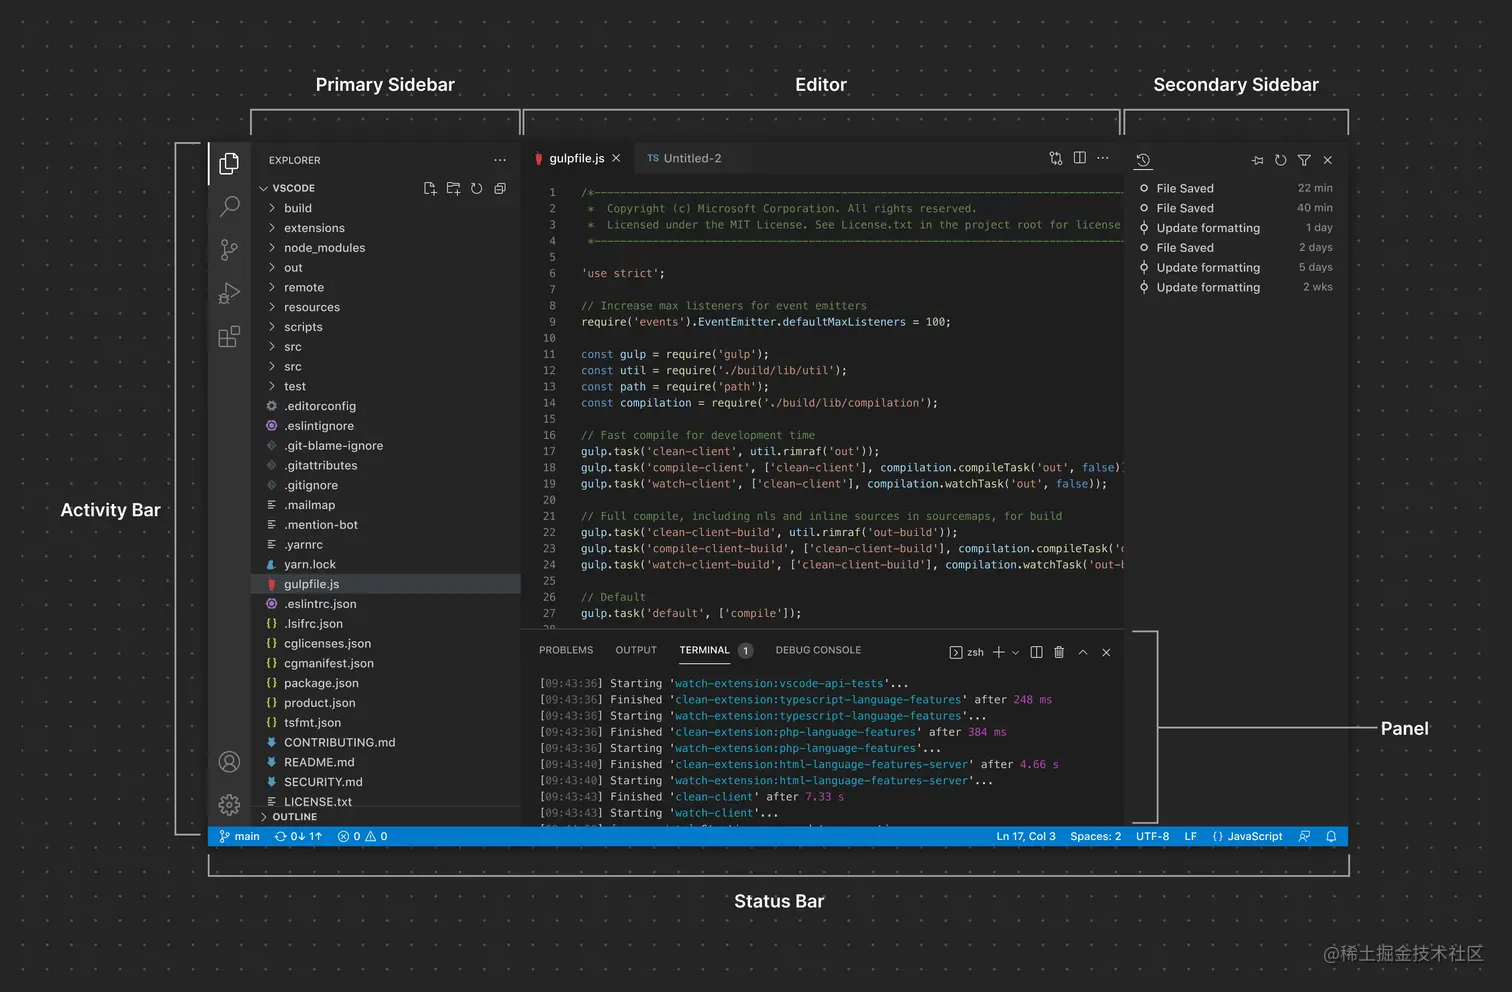 Primary Sidebar
Editor
Secondary Sidebar
Activity Bar
EXPLORER
VSCODE
build
extensions
node_modules
out
remote
resources
scripts
src
src
test
.editorconfig
.eslintignore
.git-blame-ignore
.gitattributes
.gitignore
.mailmap
.mention-bot
.yarnrc
yarn.lock
gulpfile.js
.eslintrc.json
.lsifrc.json
cglicenses.json
cgmanifest.json
package.json
product.json
tsfmt.json
CONTRIBUTING.md
README.md
SECURITY.md
LICENSE.txt
OUTLINE
gulpfile.js
TS Untitled-2
1 /*
2 * Copyright (c) Microsoft Corporation. All rights reserved.
3 * Licensed under the MIT License. See License.txt in the project root for license
4 *
5
6 'use strict';
7
8 // Increase max listeners for event emitters
9 require('events').EventEmitter.defaultMaxListeners = 100;
10
11 const gulp = require('gulp');
12 const util = require('./build/lib/util');
13 const path = require('path');
14 const compilation = require('./build/lib/compilation');
15
16 // Fast compile for development time
17 gulp.task('clean-client', util.rimraf('out'));
18 gulp.task('compile-client', ['clean-client'], compilation.compileTask('out', false))
19 gulp.task('watch-client', ['clean-client'], compilation.watchTask('out', false));
20
21 // Full compile, including nls and inline sources in sourcemaps, for build
22 gulp.task('clean-client-build', util.rimraf('out-build'));
23 gulp.task('compile-client-build', ['clean-client-build'], compilation.compileTask('
24 gulp.task('watch-client-build', ['clean-client-build'], compilation.watchTask('out-
25
26 // Default
27 gulp.task('default', ['compile']);
28
File Saved 22 min
File Saved 40 min
Update formatting 1 day
File Saved 2 days
Update formatting 5 days
Update formatting 2 wks
PROBLEMS OUTPUT TERMINAL 1 DEBUG CONSOLE zsh
[09:43:36] Starting 'watch-extension:vscode-api-tests'...
[09:43:36] Finished 'clean-extension:typescript-language-features' after 248 ms
[09:43:36] Starting 'watch-extension:typescript-language-features'...
[09:43:36] Finished 'clean-extension:php-language-features' after 384 ms
[09:43:36] Starting 'watch-extension:php-language-features'...
[09:43:40] Finished 'clean-extension:html-language-features-server' after 4.66 s
[09:43:40] Starting 'watch-extension:html-language-features-server'...
[09:43:43] Finished 'clean-client' after 7.33 s
[09:43:43] Starting 'watch-client'...
Panel
main 0↓ 1↑ 0 0 Ln 17, Col 3 Spaces: 2 UTF-8 LF {} JavaScript
Status Bar
@稀土掘金技术社区